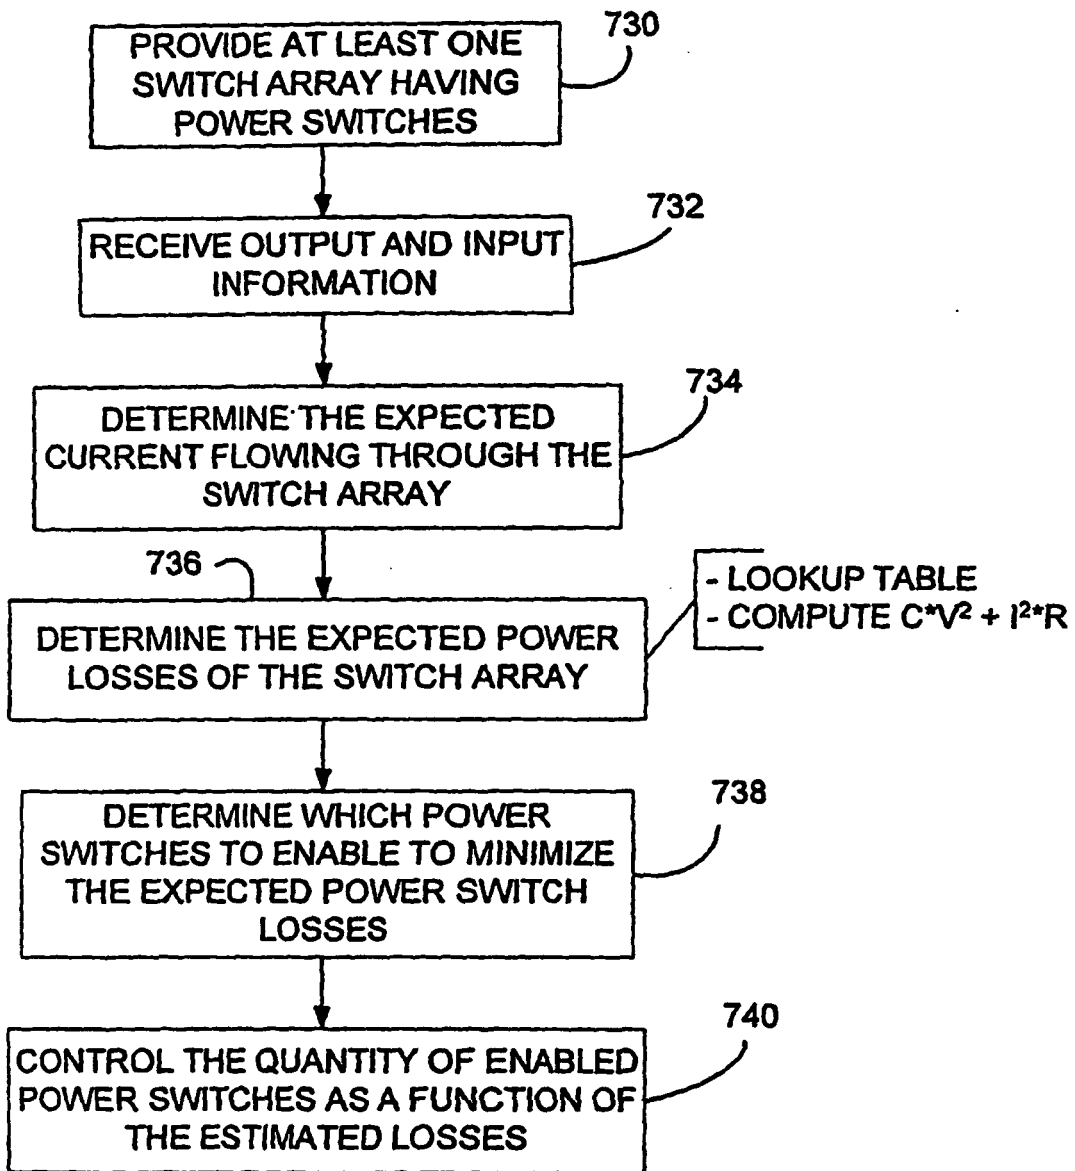 730
PROVIDE AT LEAST ONE
SWITCH ARRAY HAVING
POWER SWITCHES
732
RECEIVE OUTPUT AND INPUT
INFORMATION
734
DETERMINE THE EXPECTED
CURRENT FLOWING THROUGH THE
SWITCH ARRAY
736
DETERMINE THE EXPECTED POWER
LOSSES OF THE SWITCH ARRAY
- LOOKUP TABLE
- COMPUTE C*V² + I²*R
738
DETERMINE WHICH POWER
SWITCHES TO ENABLE TO MINIMIZE
THE EXPECTED POWER SWITCH
LOSSES
740
CONTROL THE QUANTITY OF ENABLED
POWER SWITCHES AS A FUNCTION OF
THE ESTIMATED LOSSES